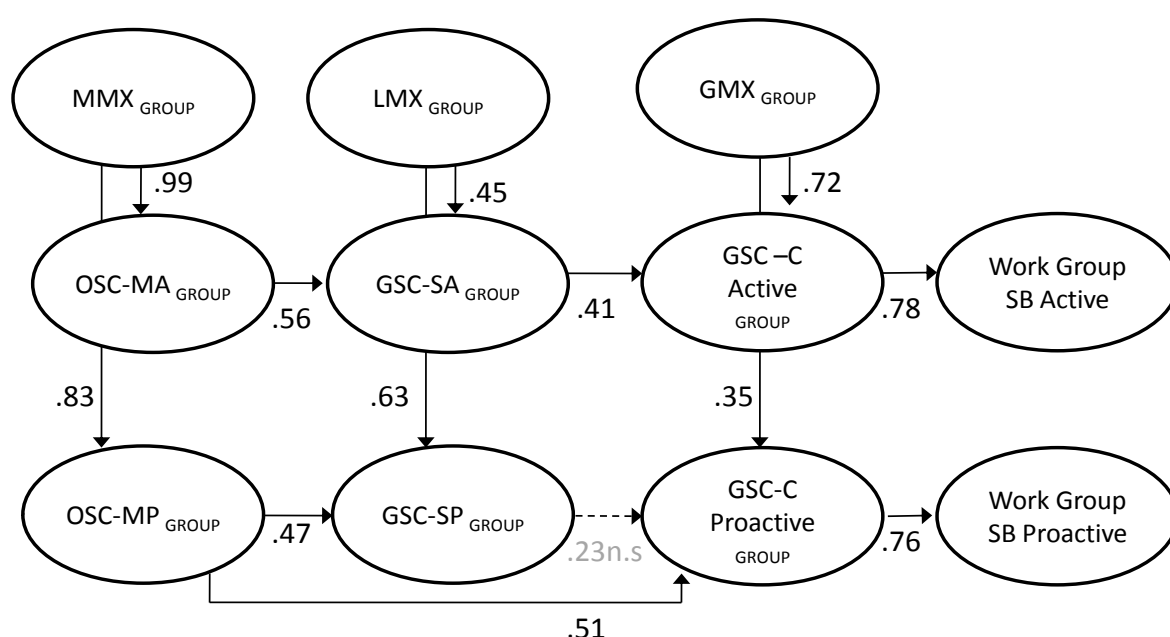 MMX GROUP
LMX GROUP
GMX GROUP
.99
.45
.72
OSC-MA GROUP
GSC-SA GROUP
GSC –C
Active
GROUP
Work Group
SB Active
.56
.41
.78
.83
.63
.35
OSC-MP GROUP
GSC-SP GROUP
GSC-C
Proactive
GROUP
Work Group
SB Proactive
.47
.23n.s
.76
.51